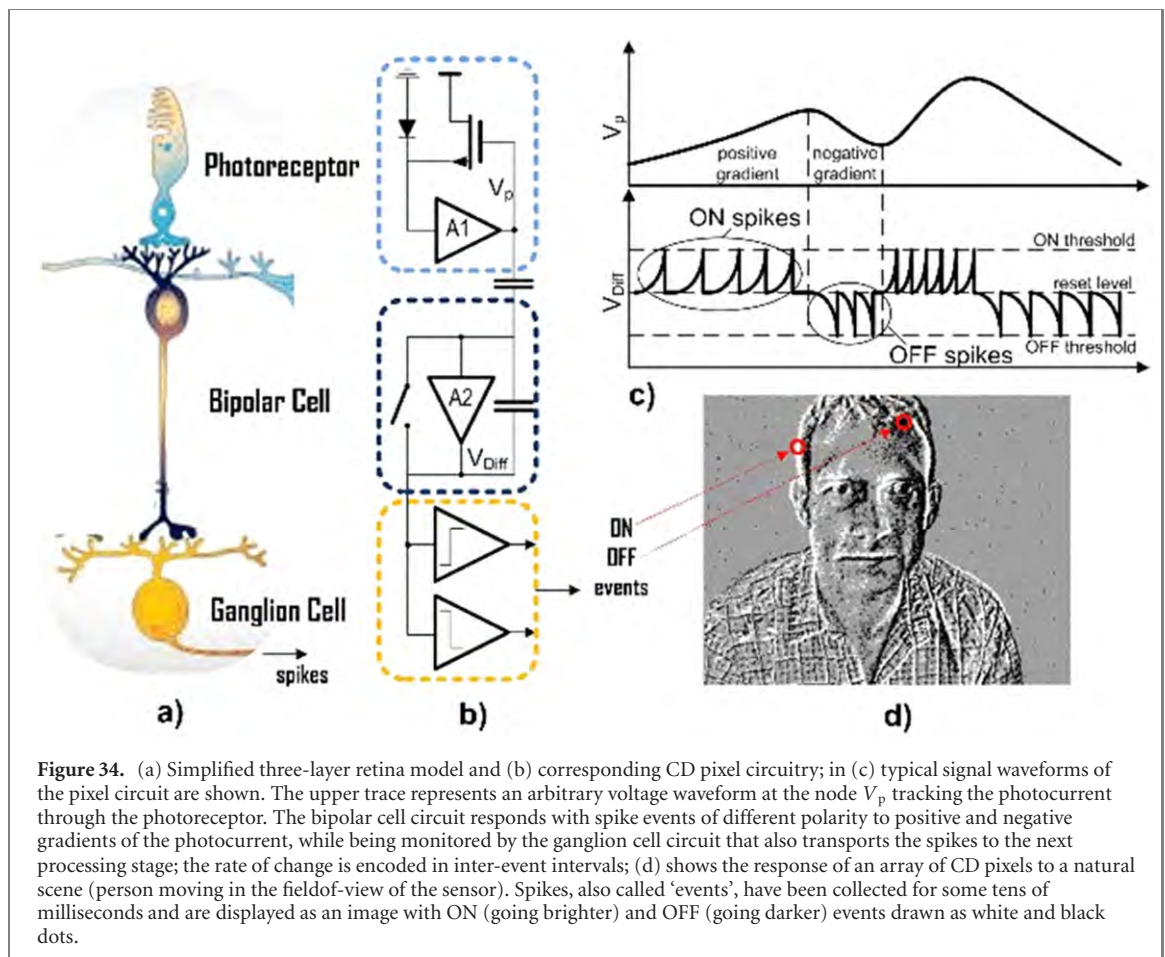 Photoreceptor
Bipolar Cell
Ganglion Cell
spikes
a)
Vp
A1
A2
VDiff
b)
Vp
positive gradient
negative gradient
VDiff
ON spikes
OFF spikes
ON threshold
reset level
OFF threshold
c)
ON
OFF
events
d)
Figure 34. (a) Simplified three-layer retina model and (b) corresponding CD pixel circuitry; in (c) typical signal waveforms of
the pixel circuit are shown. The upper trace represents an arbitrary voltage waveform at the node Vp tracking the photocurrent
through the photoreceptor. The bipolar cell circuit responds with spike events of different polarity to positive and negative
gradients of the photocurrent, while being monitored by the ganglion cell circuit that also transports the spikes to the next
processing stage; the rate of change is encoded in inter-event intervals; (d) shows the response of an array of CD pixels to a natural
scene (person moving in the fieldof-view of the sensor). Spikes, also called ‘events’, have been collected for some tens of
milliseconds and are displayed as an image with ON (going brighter) and OFF (going darker) events drawn as white and black
dots.